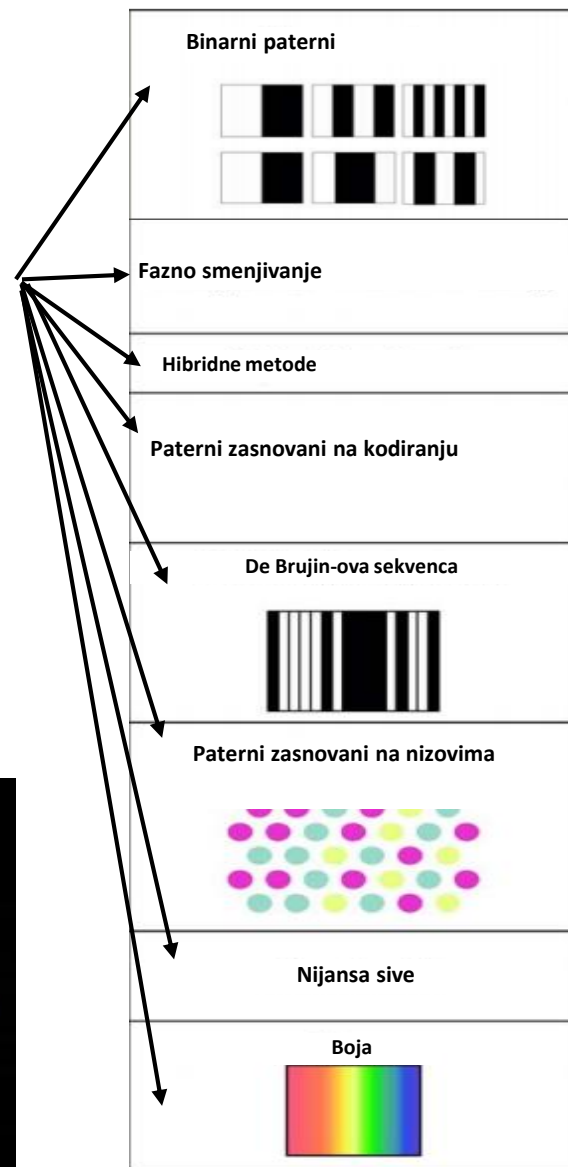 Binarni paterni
Fazno smenjivanje
Hibridne metode
Paterni zasnovani na kodiranju
De Brujin-ova sekvenca
Paterni zasnovani na nizovima
Nijansa sive
Boja